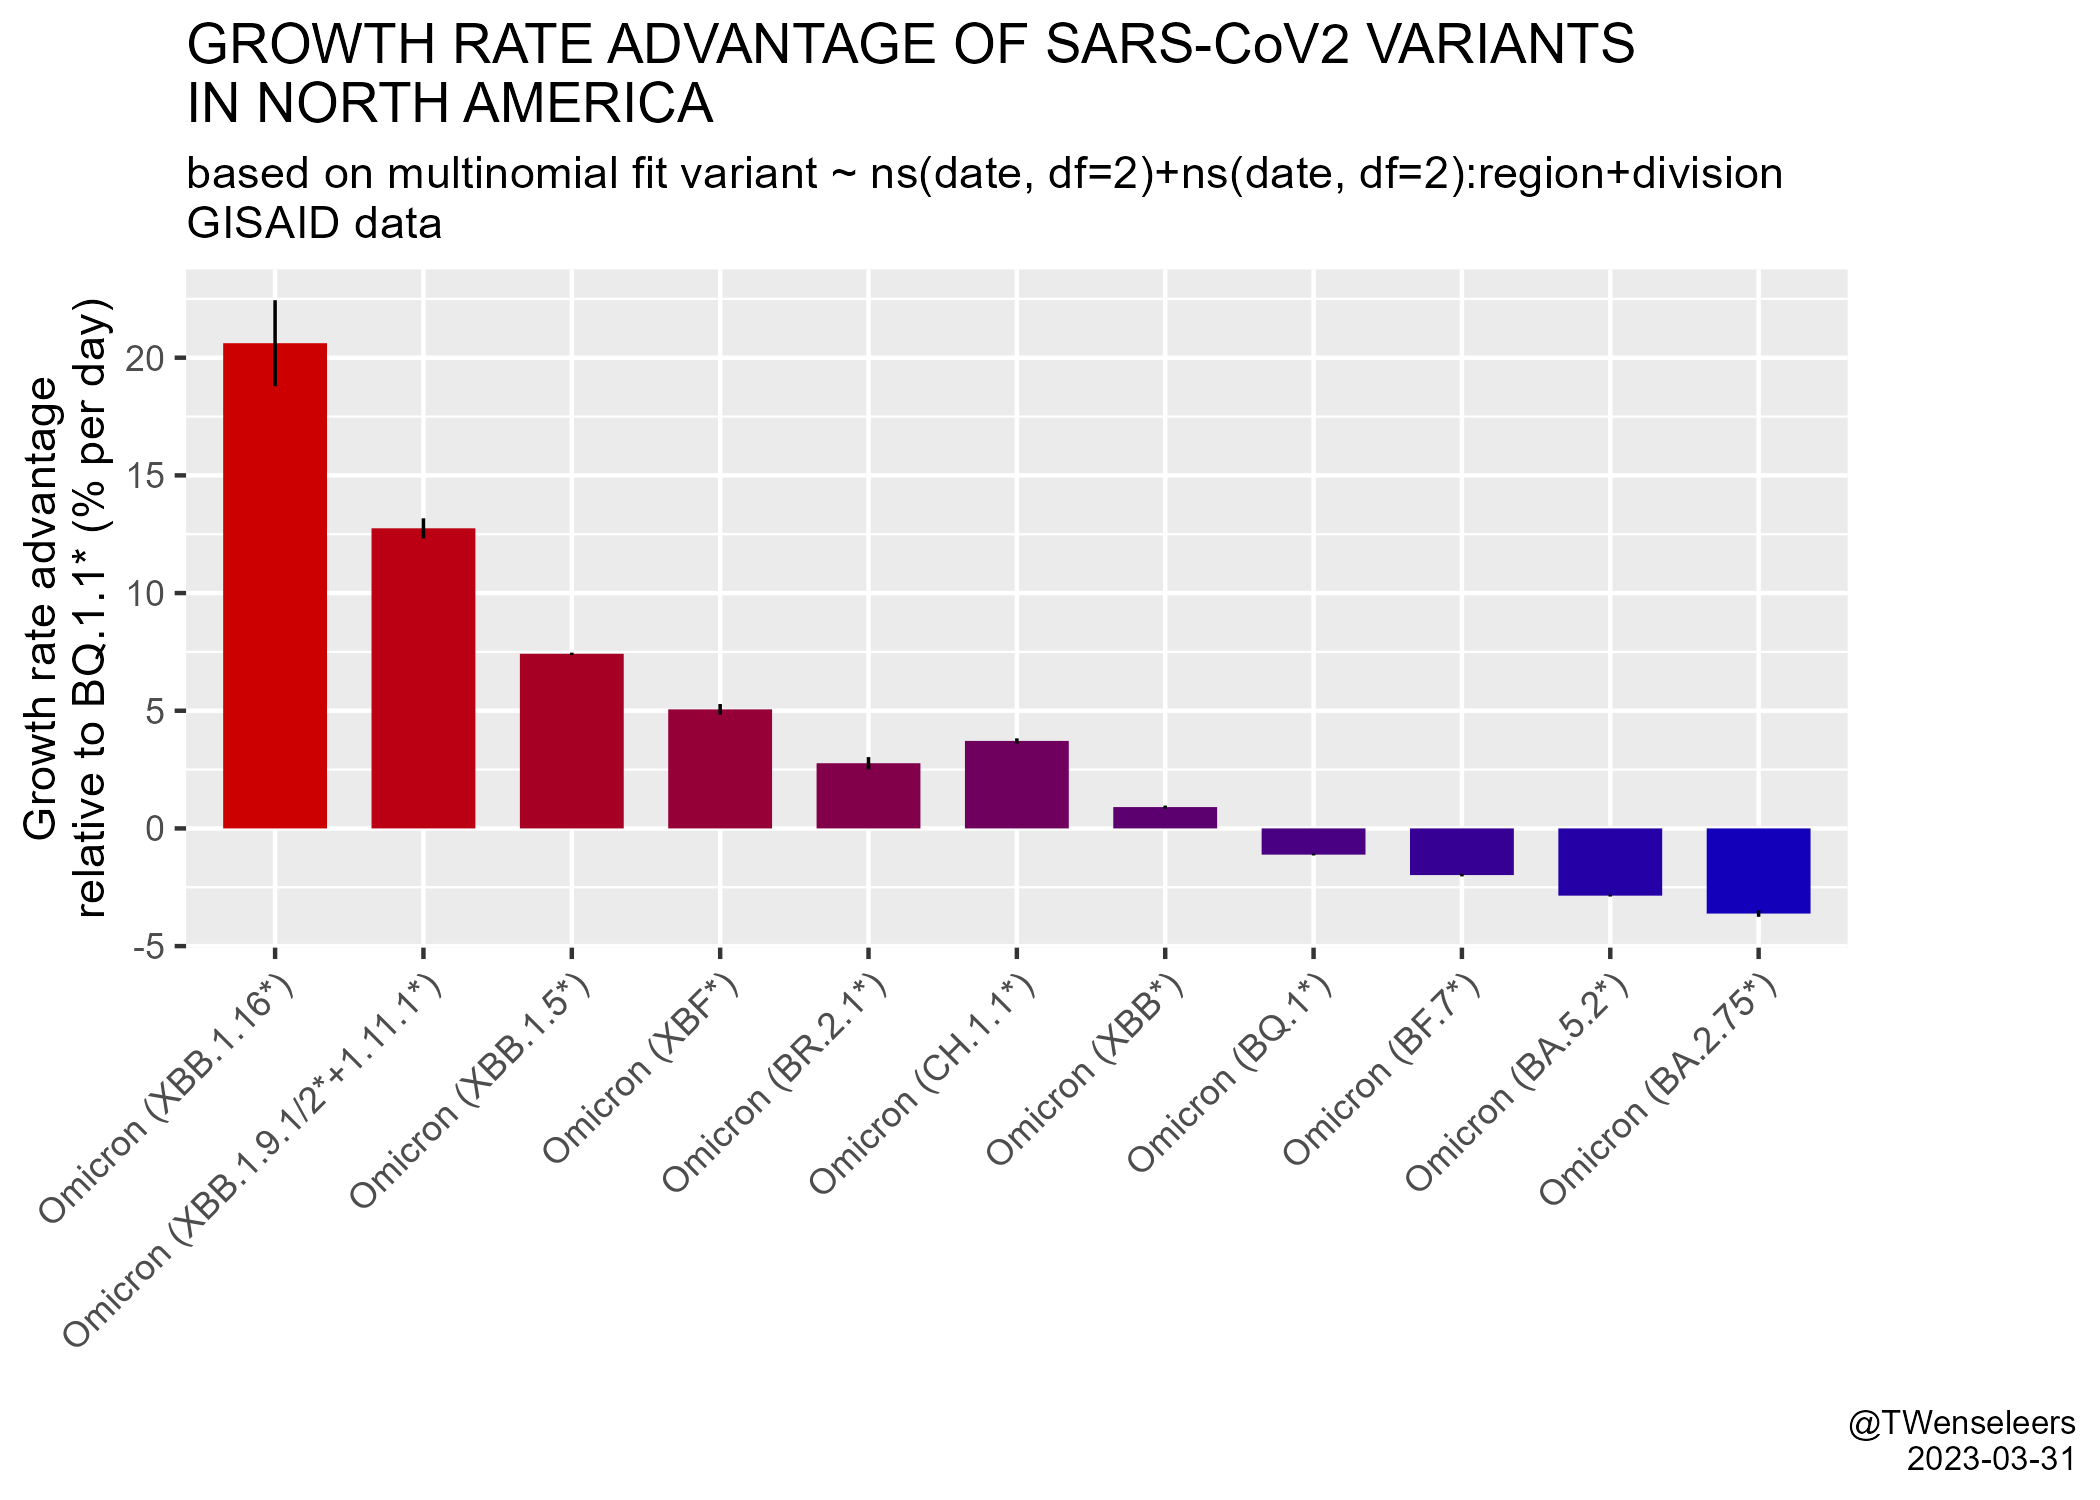 GROWTH RATE ADVANTAGE OF SARS-CoV2 VARIANTS
IN NORTH AMERICA
based on multinomial fit variant ~ ns(date, df=2)+ns(date, df=2):region+division
GISAID data
Growth rate advantage
relative to BQ.1.1* (% per day)
20
15
10
5
0
-5
Omicron (XBB.1.16*)
Omicron (XBB.1.9.1/2*+1.11.1*)
Omicron (XBB.1.5*)
Omicron (XBF*)
Omicron (BR.2.1*)
Omicron (CH.1.1*)
Omicron (XBB*)
Omicron (BQ.1*)
Omicron (BF.7*)
Omicron (BA.5.2*)
Omicron (BA.2.75*)
@TWenseleers
2023-03-31